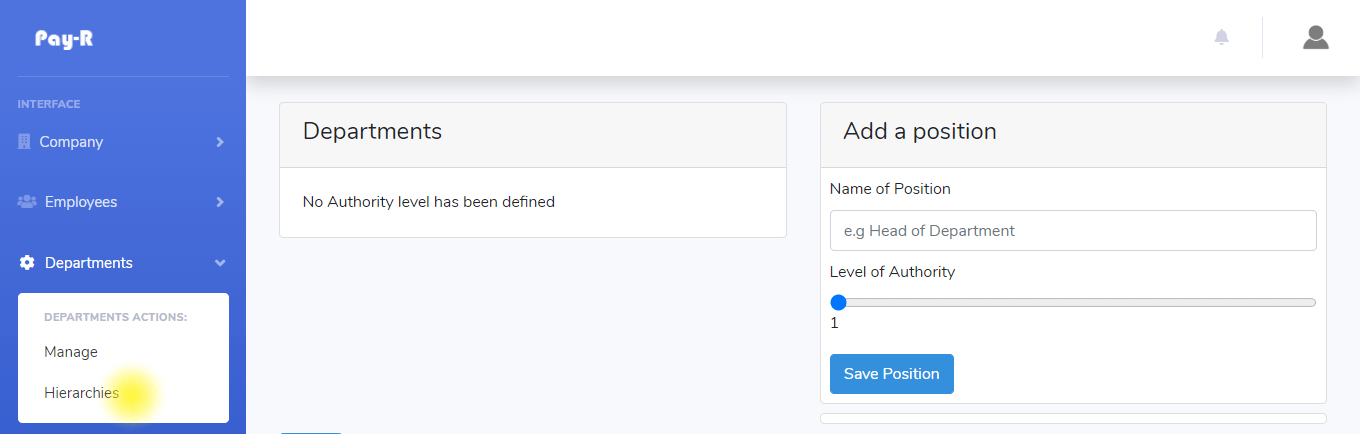 Pay-R
INTERFACE
Company
Employees
Departments
DEPARTMENTS ACTIONS:
Manage
Hierarchies
Departments
No Authority level has been defined
Add a position
Name of Position
e.g Head of Department
Level of Authority
1
Save Position